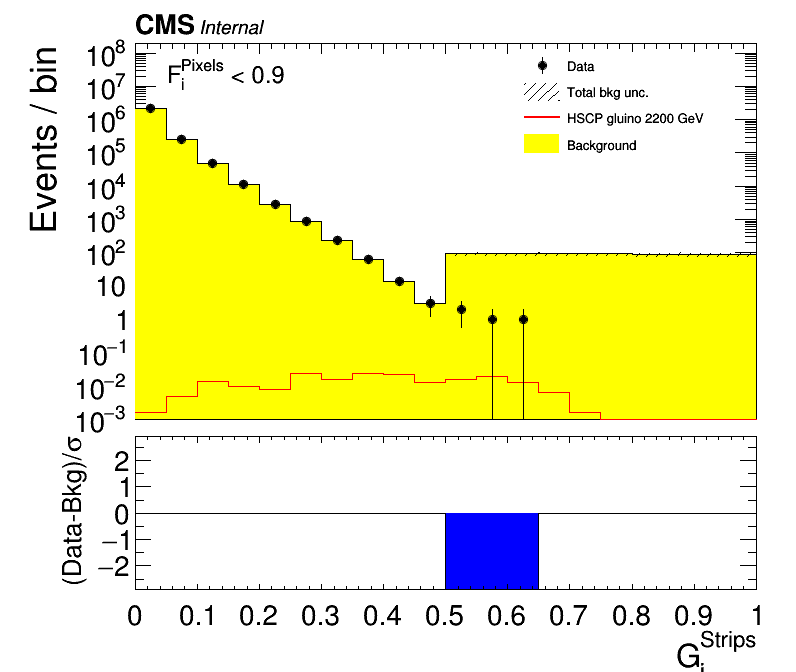 CMS Internal
F_i^Pixels < 0.9
Data
Total bkg unc.
HSCP gluino 2200 GeV
Background
Events / bin
10^8
10^7
10^6
10^5
10^4
10^3
10^2
10
1
10^−1
10^−2
10^−3
(Data-Bkg)/σ
2
1
0
−1
−2
0 0.1 0.2 0.3 0.4 0.5 0.6 0.7 0.8 0.9 1
G_i^Strips